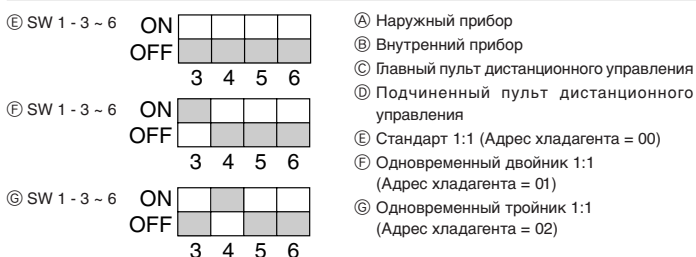 Ⓔ SW 1 - 3 ~ 6
ON
OFF
3 4 5 6
Ⓕ SW 1 - 3 ~ 6
ON
OFF
3 4 5 6
Ⓖ SW 1 - 3 ~ 6
ON
OFF
3 4 5 6
Ⓐ Наружный прибор
Ⓑ Внутренний прибор
Ⓒ Главный пульт дистанционного управления
Ⓓ Подчиненный пульт дистанционного
управления
Ⓔ Стандарт 1:1 (Адрес хладагента = 00)
Ⓕ Одновременный двойник 1:1
(Адрес хладагента = 01)
Ⓖ Одновременный тройник 1:1
(Адрес хладагента = 02)